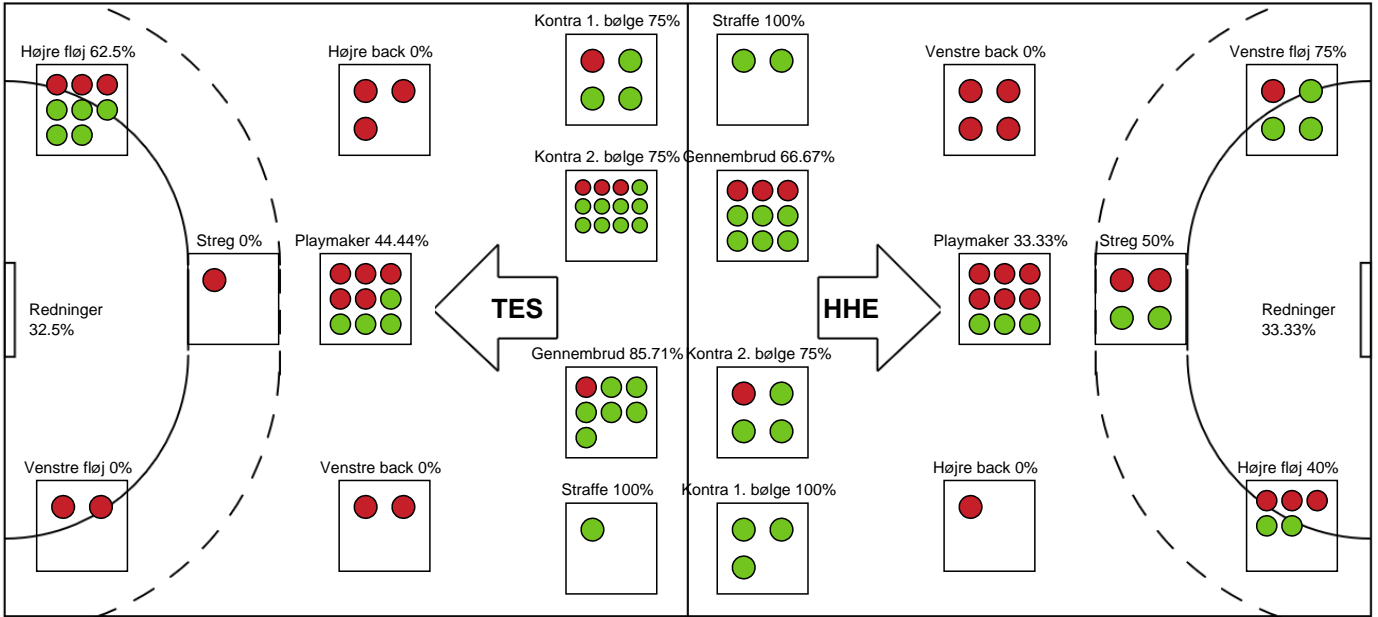 Kontra 1. bølge 75%
Straffe 100%
Højre fløj 62.5%
Højre back 0%
Venstre back 0%
Venstre fløj 75%
Kontra 2. bølge 75%
Gennembrud 66.67%
Streg 0%
Playmaker 44.44%
Playmaker 33.33%
Streg 50%
Redninger
32.5%
TES
HHE
Redninger
33.33%
Gennembrud 85.71%
Kontra 2. bølge 75%
Venstre fløj 0%
Venstre back 0%
Straffe 100%
Kontra 1. bølge 100%
Højre back 0%
Højre fløj 40%